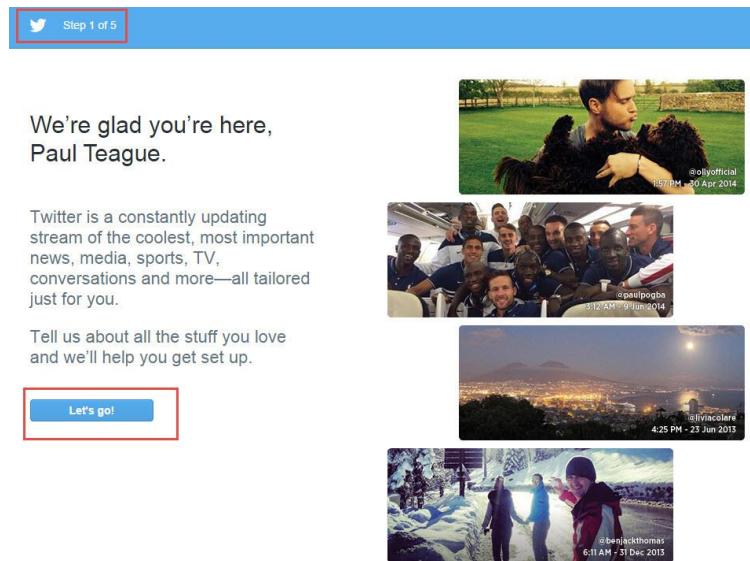 Step 1 of 5
We’re glad you’re here,
Paul Teague.
Twitter is a constantly updating
stream of the coolest, most important
news, media, sports, TV,
conversations and more—all tailored
just for you.
Tell us about all the stuff you love
and we’ll help you get set up.
Let's go!
@ollyofficial
1:57 PM - 30 Apr 2014
@paulpogba
3:12 AM - 9 Jun 2014
@liviacolare
4:25 PM - 23 Jun 2013
@benjackthomas
6:11 AM - 31 Dec 2013